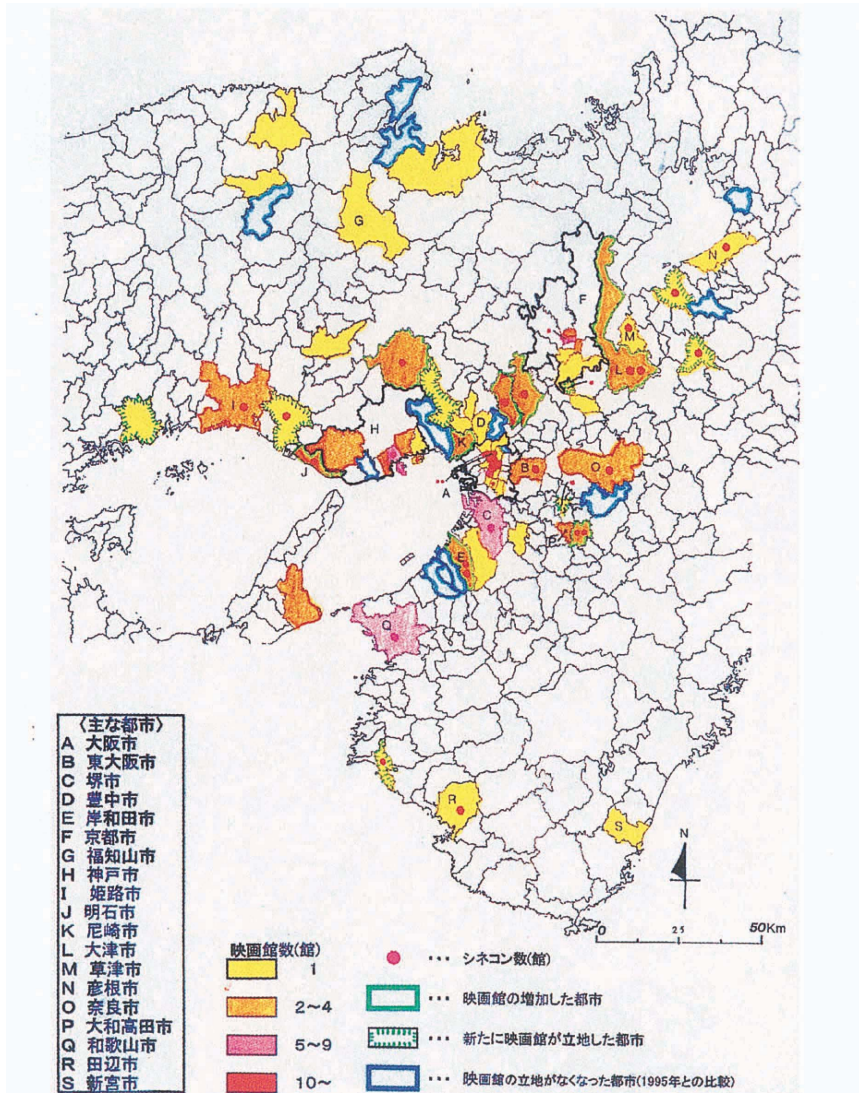 G
N
F
M
L
I
H
D
K
J
B
O
A
C
P
E
Q
R
S
N
0 25 50Km
〈主な都市〉
A 大阪市
B 東大阪市
C 堺市
D 豊中市
E 岸和田市
F 京都市
G 福知山市
H 神戸市
I 姫路市
J 明石市
K 尼崎市
L 大津市
M 草津市
N 彦根市
O 奈良市
P 大和高田市
Q 和歌山市
R 田辺市
S 新宮市
映画館数(館)
1
2～4
5～9
10～
… シネコン数(館)
… 映画館の増加した都市
… 新たに映画館が立地した都市
… 映画館の立地がなくなった都市(1995年との比較)